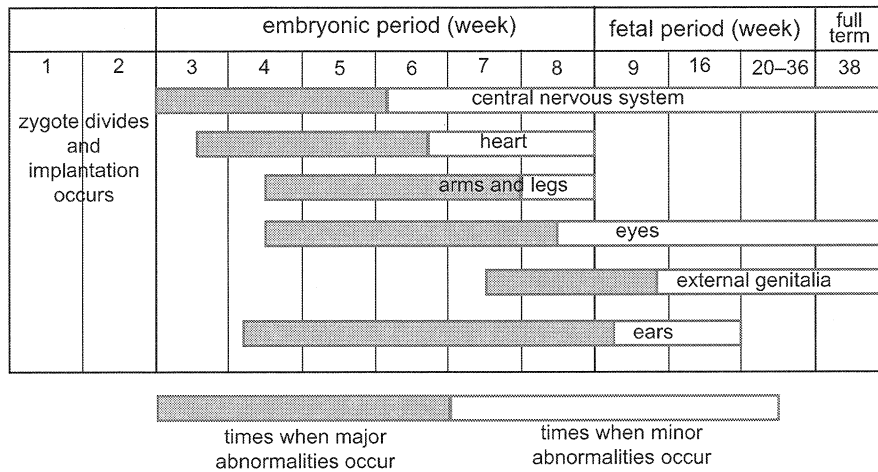 embryonic period (week)
fetal period (week)
full
term
1 2 3 4 5 6 7 8 9 16 20–36 38
central nervous system
zygote divides
and
implantation
occurs
heart
arms and legs
eyes
external genitalia
ears
times when major
abnormalities occur
times when minor
abnormalities occur